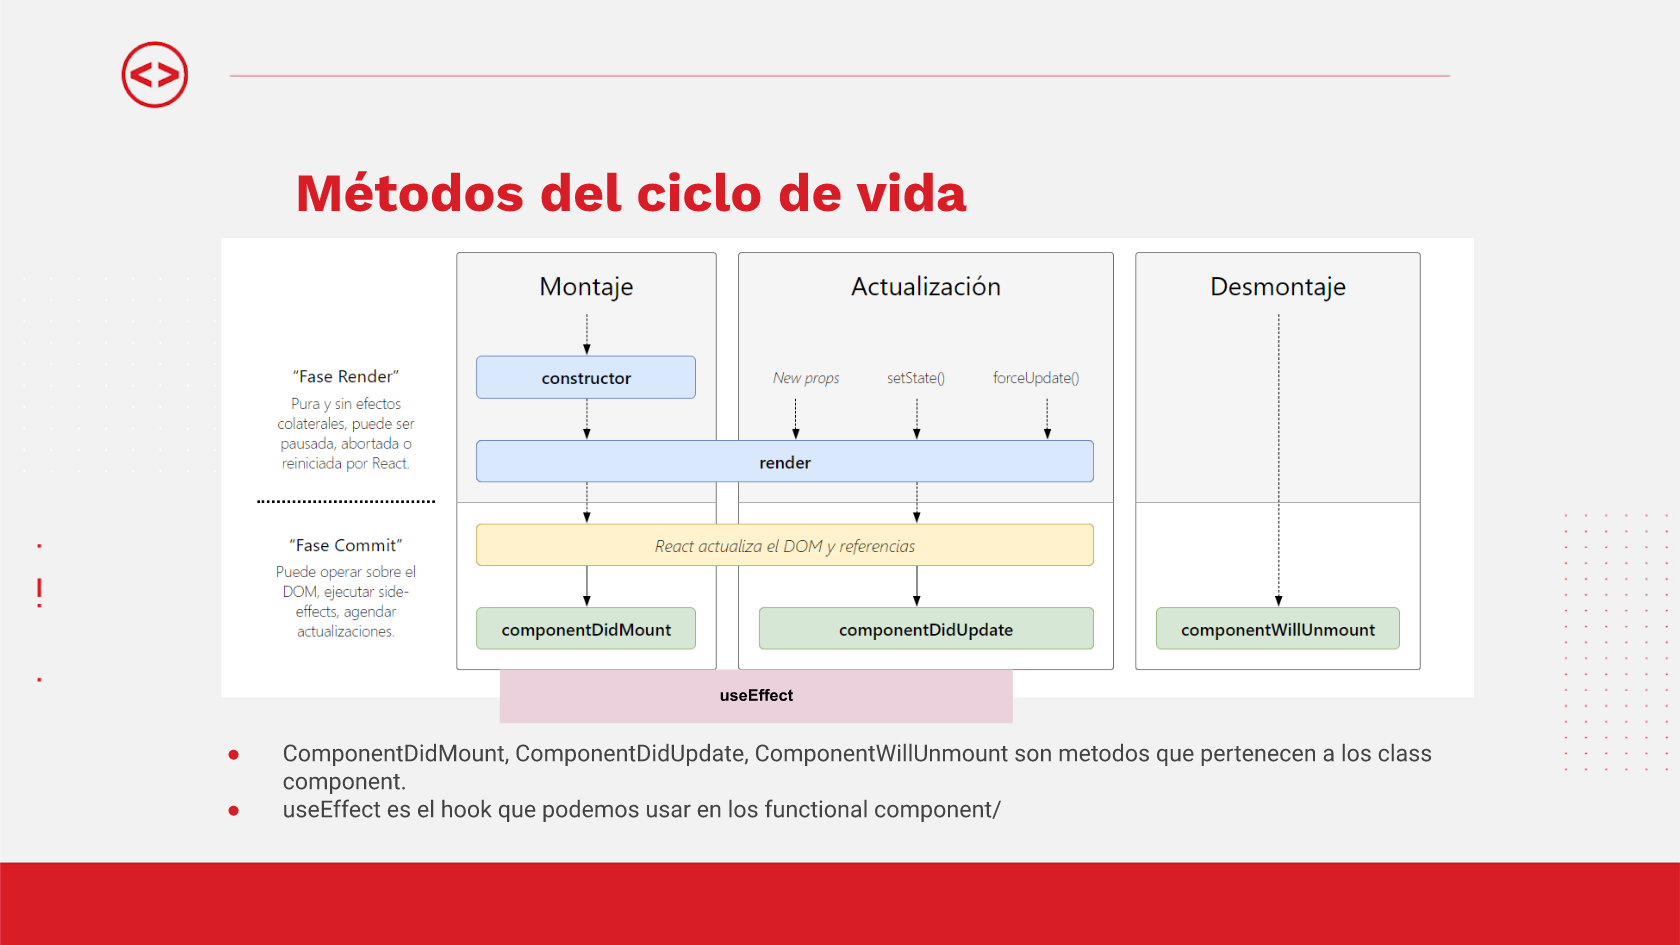 <>
Métodos del ciclo de vida
Montaje
Actualización
Desmontaje
“Fase Render”
Pura y sin efectos
colaterales, puede ser
pausada, abortada o
reiniciada por React.
constructor
New props
setState()
forceUpdate()
render
“Fase Commit”
Puede operar sobre el
DOM, ejecutar side-
effects, agendar
actualizaciones.
React actualiza el DOM y referencias
componentDidMount
componentDidUpdate
componentWillUnmount
useEffect
● ComponentDidMount, ComponentDidUpdate, ComponentWillUnmount son metodos que pertenecen a los class
component.
● useEffect es el hook que podemos usar en los functional component/